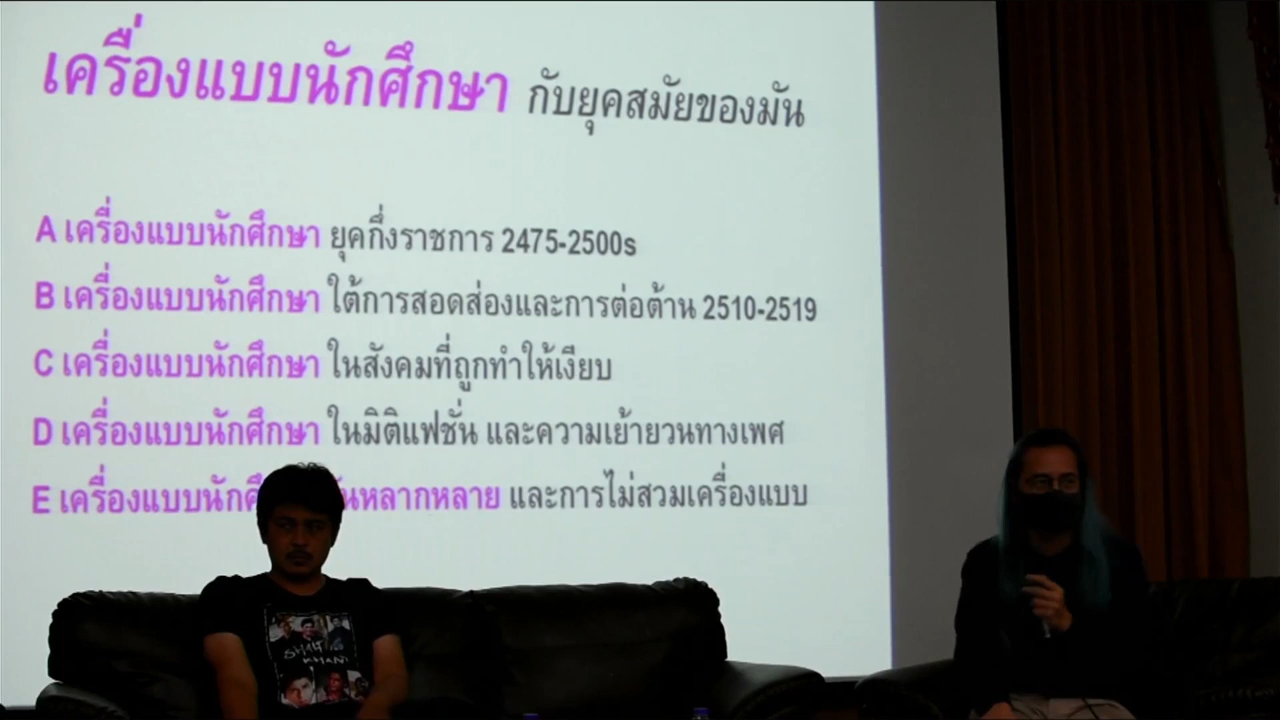 เครื่องแบบนักศึกษา กับยุคสมัยของมัน
A เครื่องแบบนักศึกษา ยุคกึ่งราชการ 2475-2500s
B เครื่องแบบนักศึกษา ใต้การสอดส่องและการต่อต้าน 2510-2519
C เครื่องแบบนักศึกษา ในสังคมที่ถูกทำให้เงียบ
D เครื่องแบบนักศึกษา ในมิติแฟชั่น และความเย้ายวนทางเพศ
E เครื่องแบบนักศึ หลากหลาย และการไม่สวมเครื่องแบบ
SHAH
KHAN